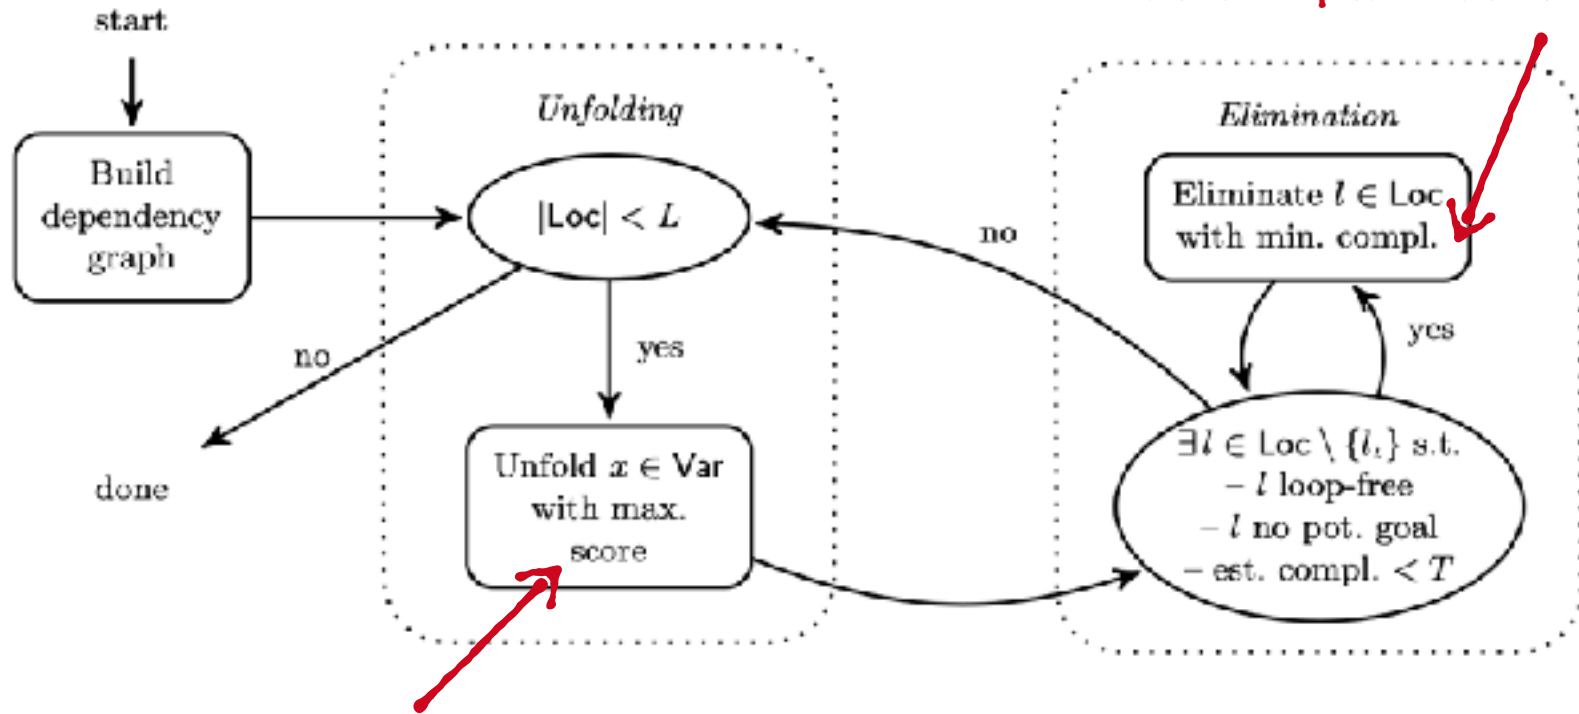 start
Build
dependency
graph
Unfolding
|Loc| < L
no
yes
done
Unfold x ∈ Var
with max.
score
no
Elimination
Eliminate l ∈ Loc
with min. compl.
yes
∃l ∈ Loc \ {lᵢ} s.t.
– l loop-free
– l no pot. goal
– est. compl. < T